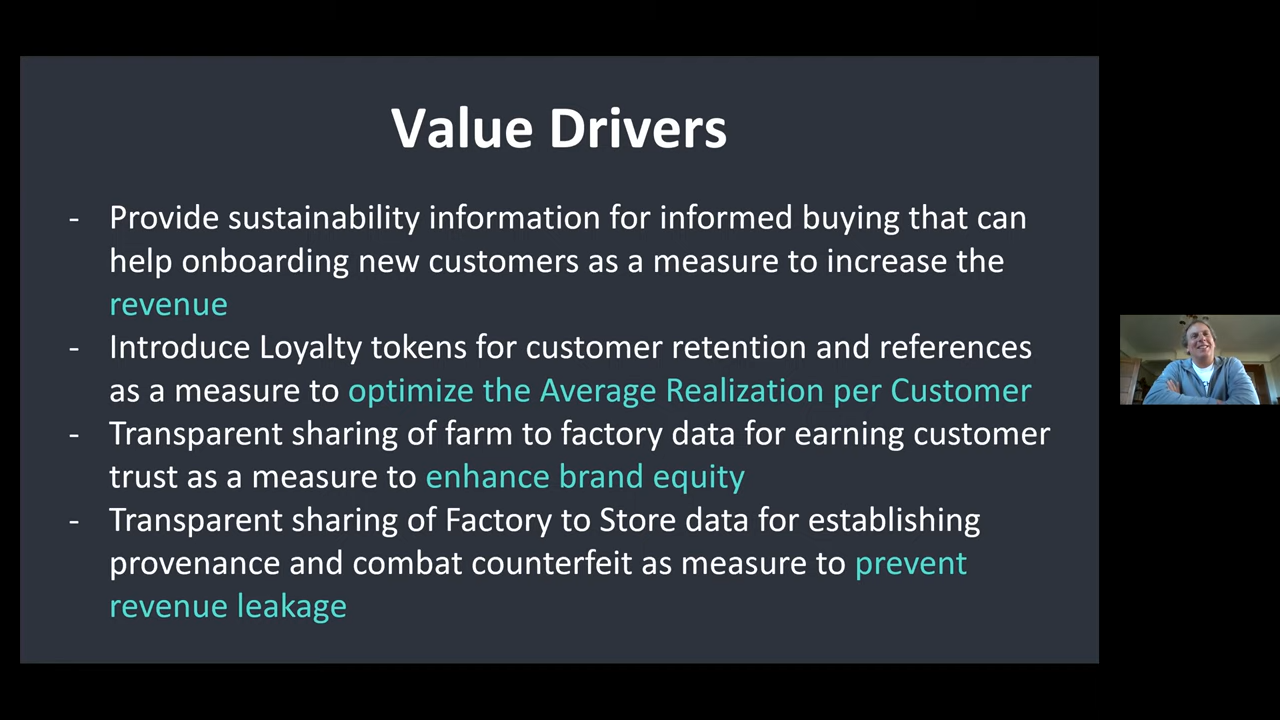 Value Drivers
- Provide sustainability information for informed buying that can
help onboarding new customers as a measure to increase the
revenue
- Introduce Loyalty tokens for customer retention and references
as a measure to optimize the Average Realization per Customer
- Transparent sharing of farm to factory data for earning customer
trust as a measure to enhance brand equity
- Transparent sharing of Factory to Store data for establishing
provenance and combat counterfeit as measure to prevent
revenue leakage